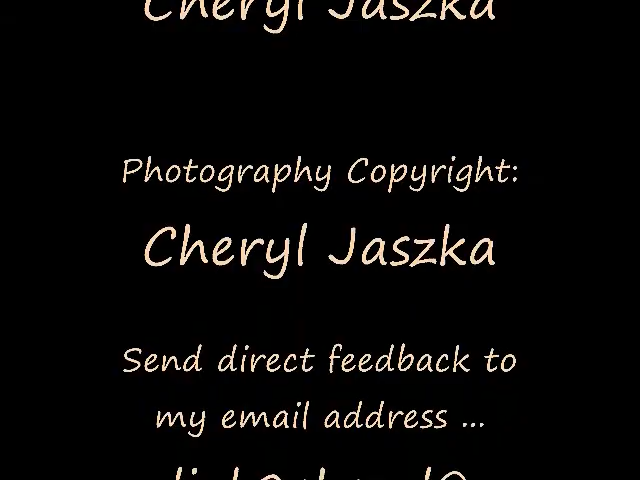 Cheryl Jaszka
Photography Copyright:
Cheryl Jaszka
Send direct feedback to
my email address ...